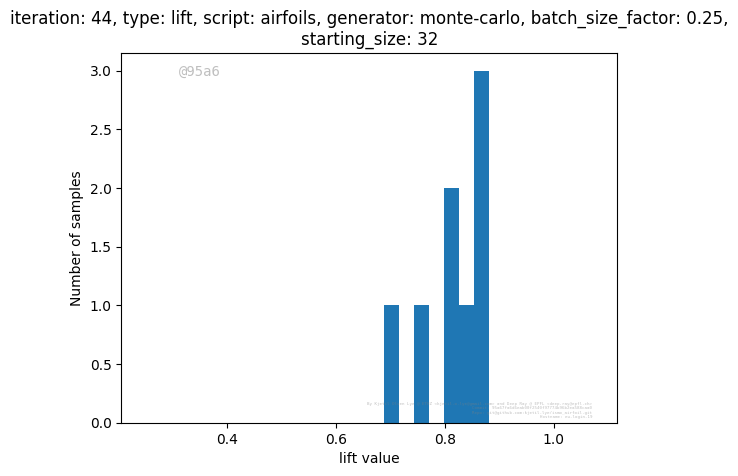 iteration: 44, type: lift, script: airfoils, generator: monte-carlo, batch_size_factor: 0.25,
starting_size: 32
@95a6
3.0
2.5
2.0
1.5
1.0
0.5
0.0
Number of samples
0.4
0.6
0.8
1.0
lift value